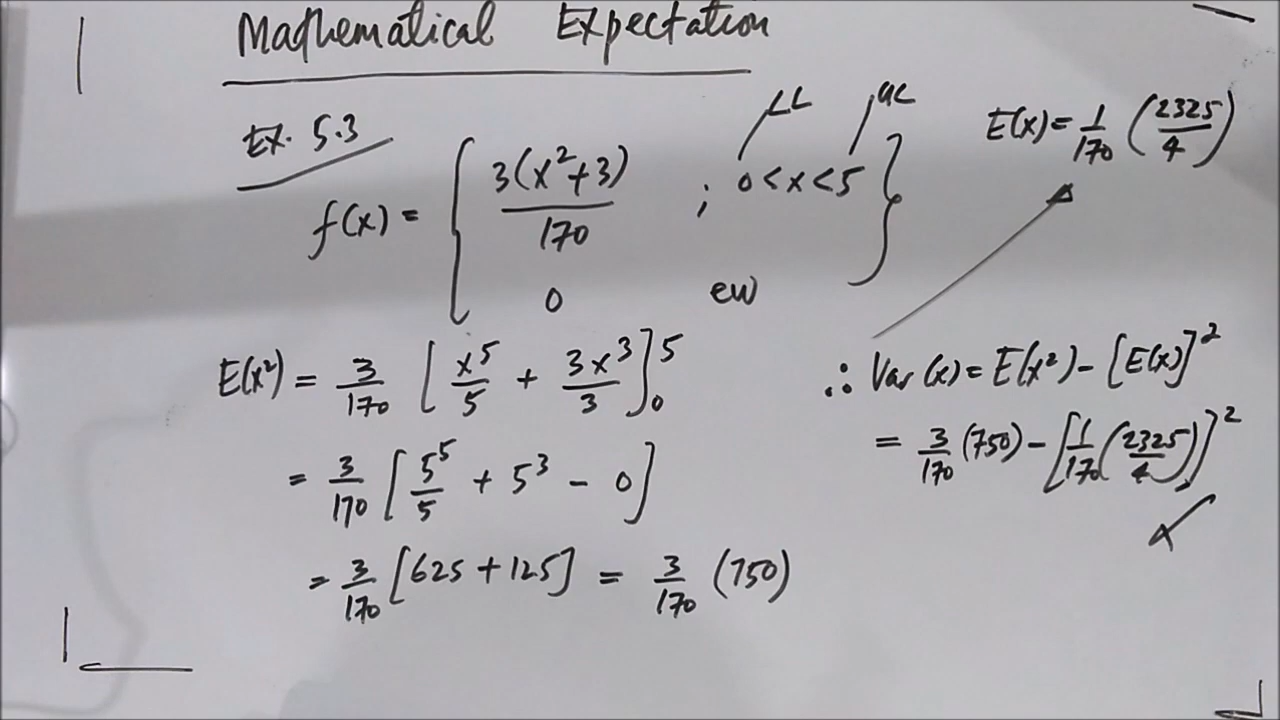 Mathematical Expectation
Ex. 5.3
LL UL
f(x) = { 3(x²+3)/170 ; 0<x<5
0 ew }
E(x²) = 3/170 [x⁵/5 + 3x³/3]₀⁵
= 3/170 [5⁵/5 + 5³ - 0]
= 3/170 [625 + 125] = 3/170 (750)
E(x) = 1/170 (2325/4)
∴ Var(x) = E(x²) - [E(x)]²
= 3/170 (750) - [1/170 (2325/4)]²